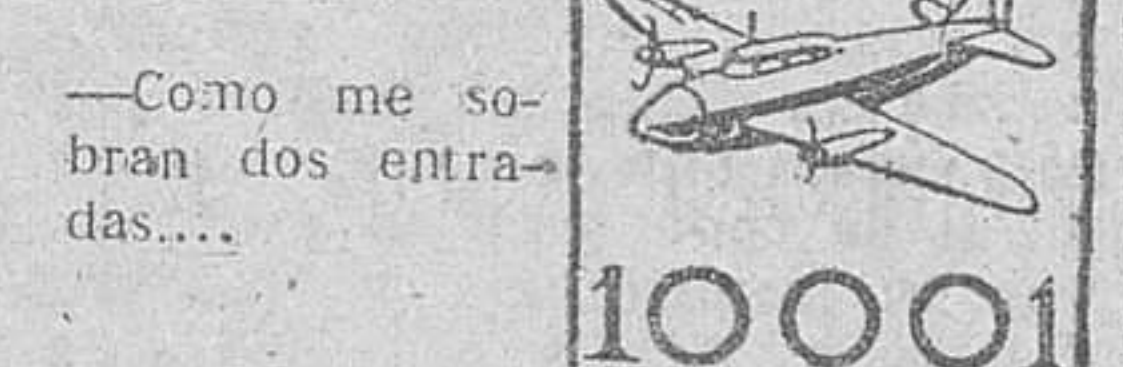 —Como me so-
bran dos entra-
das....
10001